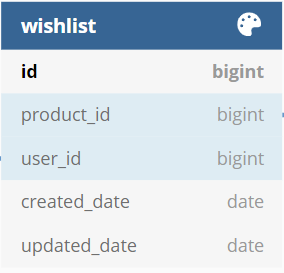 wishlist
id bigint
product_id bigint
user_id bigint
created_date date
updated_date date